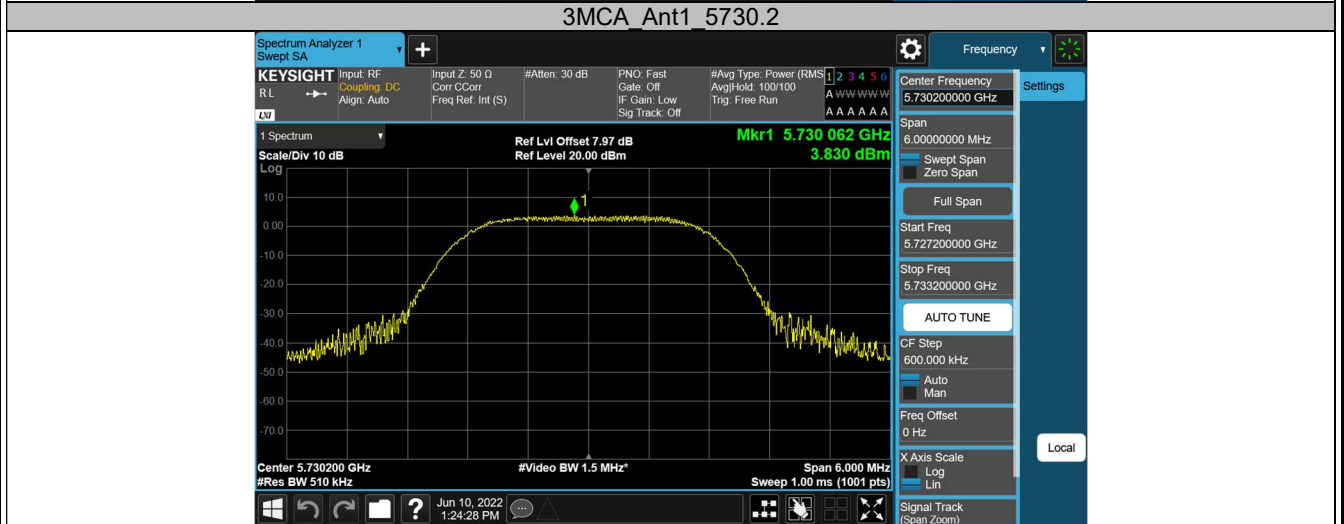 3MCA_Ant1_5730.2
Spectrum Analyzer 1
Swept SA
Frequency
KEYSIGHT
RL
LXI
Input: RF
Coupling: DC
Align: Auto
Input Z: 50 Ω
Corr CCorr
Freq Ref: Int (S)
#Atten: 30 dB
PNO: Fast
Gate: Off
IF Gain: Low
Sig Track: Off
#Avg Type: Power (RMS
Avg|Hold: 100/100
Trig: Free Run
1 2 3 4 5 6
A W W W W W
A A A A A A
Center Frequency
5.730200000 GHz
Settings
1 Spectrum
Scale/Div 10 dB
Log
Ref Lvl Offset 7.97 dB
Ref Level 20.00 dBm
Mkr1 5.730 062 GHz
3.830 dBm
Span
6.00000000 MHz
Swept Span
Zero Span
Full Span
Start Freq
5.727200000 GHz
Stop Freq
5.733200000 GHz
AUTO TUNE
CF Step
600.000 kHz
Auto
Man
Freq Offset
0 Hz
X Axis Scale
Log
Lin
Local
Signal Track
(Span Zoom)
1
10.0
0.00
-10.0
-20.0
-30.0
-40.0
-50.0
-60.0
-70.0
Center 5.730200 GHz
#Video BW 1.5 MHz*
Span 6.000 MHz
#Res BW 510 kHz
Sweep 1.00 ms (1001 pts)
?
Jun 10, 2022
1:24:28 PM